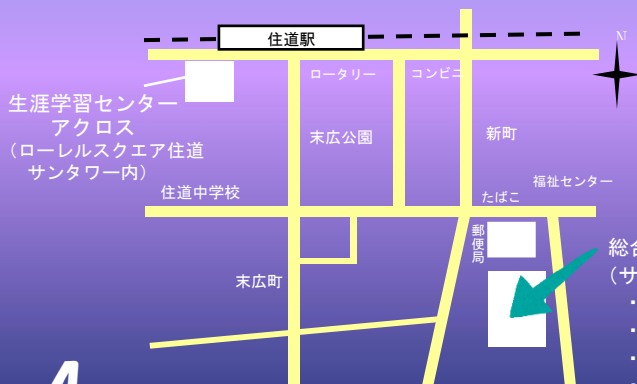 住道駅
N
ロータリー
コンビニ
生涯学習センター
アクロス
（ローレルスクエア住道
サンタワー内）
末広公園
新町
福祉センター
住道中学校
たばこ
郵便局
総合
（サ
末広町
・
・
・
4